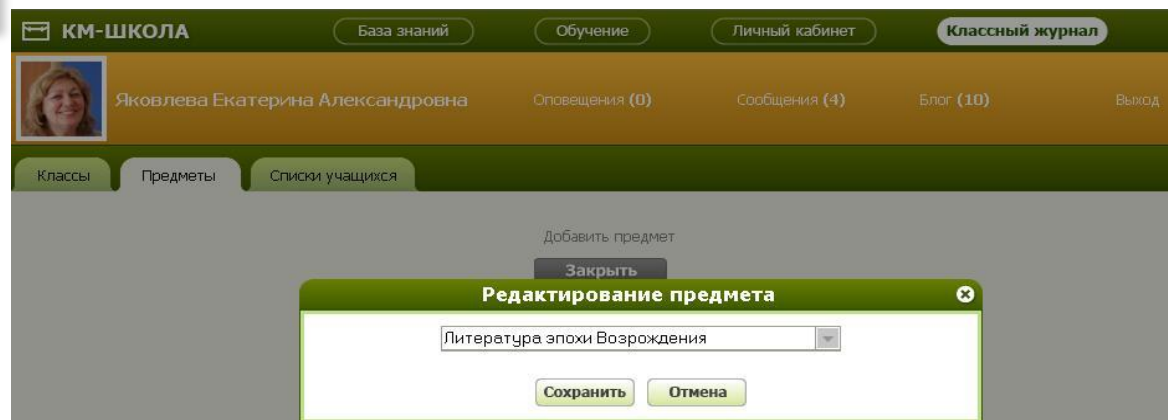 КМ-ШКОЛА База знаний Обучение Личный кабинет Классный журнал
Яковлева Екатерина Александровна Оповещения (0) Сообщения (4) Блог (10) Выход
Классы Предметы Списки учащихся
Добавить предмет
Закрыть
Редактирование предмета
Литература эпохи Возрождения
Сохранить Отмена